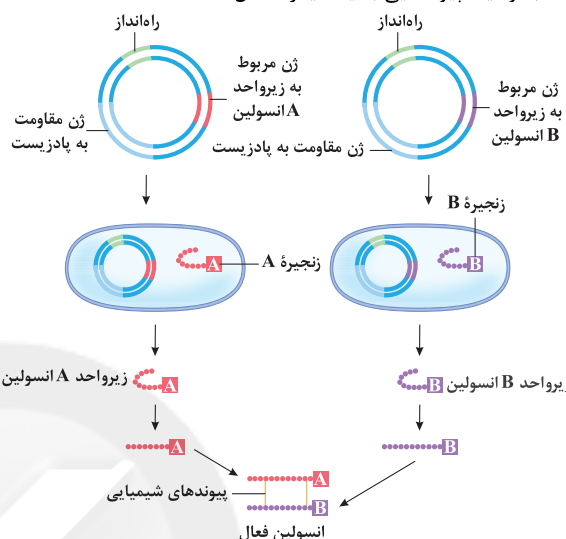 راه‌انداز
راه‌انداز
ژن مربوط
به زیرواحد
B انسولین
ژن مربوط
به زیرواحد
A انسولین
ژن مقاومت به پادزیست
ژن مقاومت
به پادزیست
زنجیرهٔ B
B
زنجیرهٔ A
A
B
انسولین B
A
زیرواحد A انسولین
B
A
A
B
پیوندهای شیمیایی
انسولین فعال